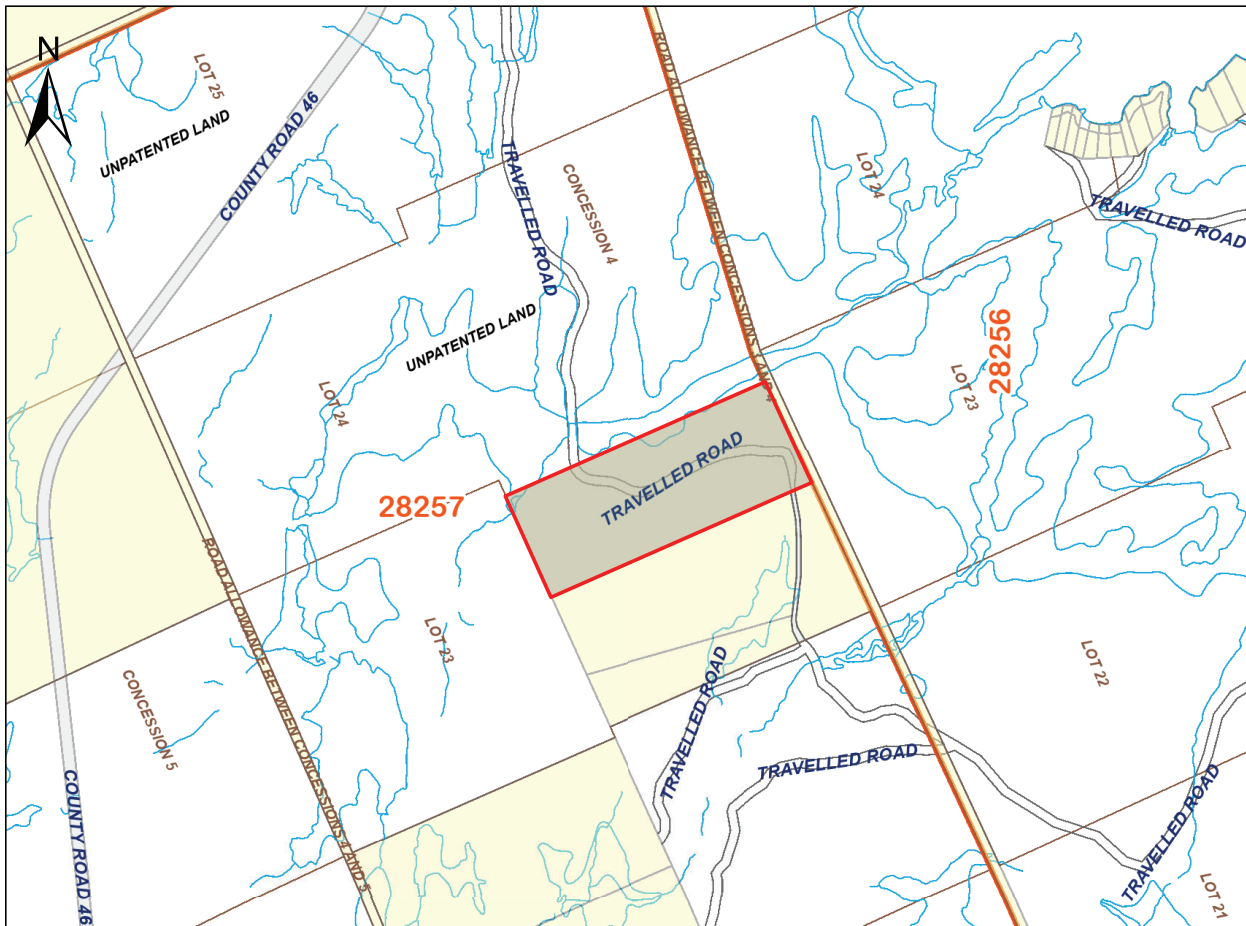 N
LOT 25
UNPATENTED LAND
COUNTY ROAD 46
TRAVELLED ROAD
CONCESSION 4
ROAD ALLOWANCE BETWEEN CONCESSIONS 3 AND 4
LOT 24
TRAVELLED ROAD
UNPATENTED LAND
28256
LOT 23
LOT 24
TRAVELLED ROAD
28257
ROAD ALLOWANCE BETWEEN CONCESSIONS 4 AND 5
LOT 23
LOT 22
CONCESSION 5
TRAVELLED ROAD
TRAVELLED ROAD
COUNTY ROAD 46
TRAVELLED ROAD
LOT 21